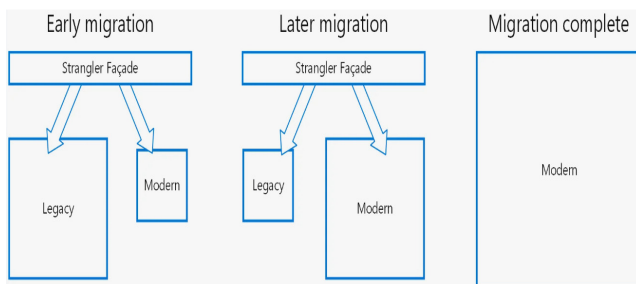 Early migration
Later migration
Migration complete
Strangler Façade
Strangler Façade
Legacy
Modern
Legacy
Modern
Modern